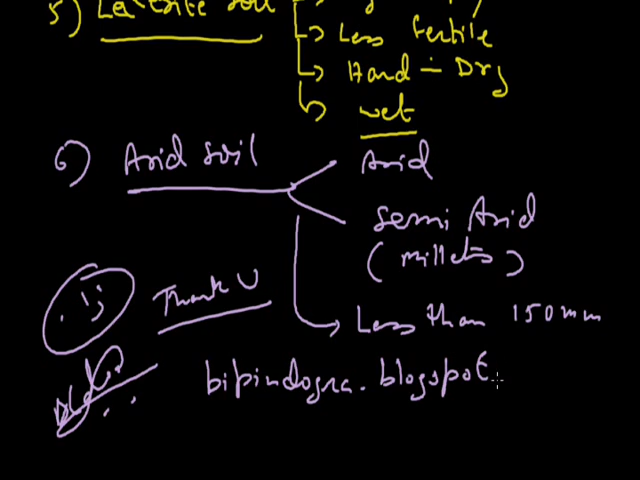 5) Laterite soil
Less fertile
Hard - Dry
wet
6) Arid soil
Arid
semi Arid
(millets)
Thank U
Less than 150mm
bipindogra.blogspot.